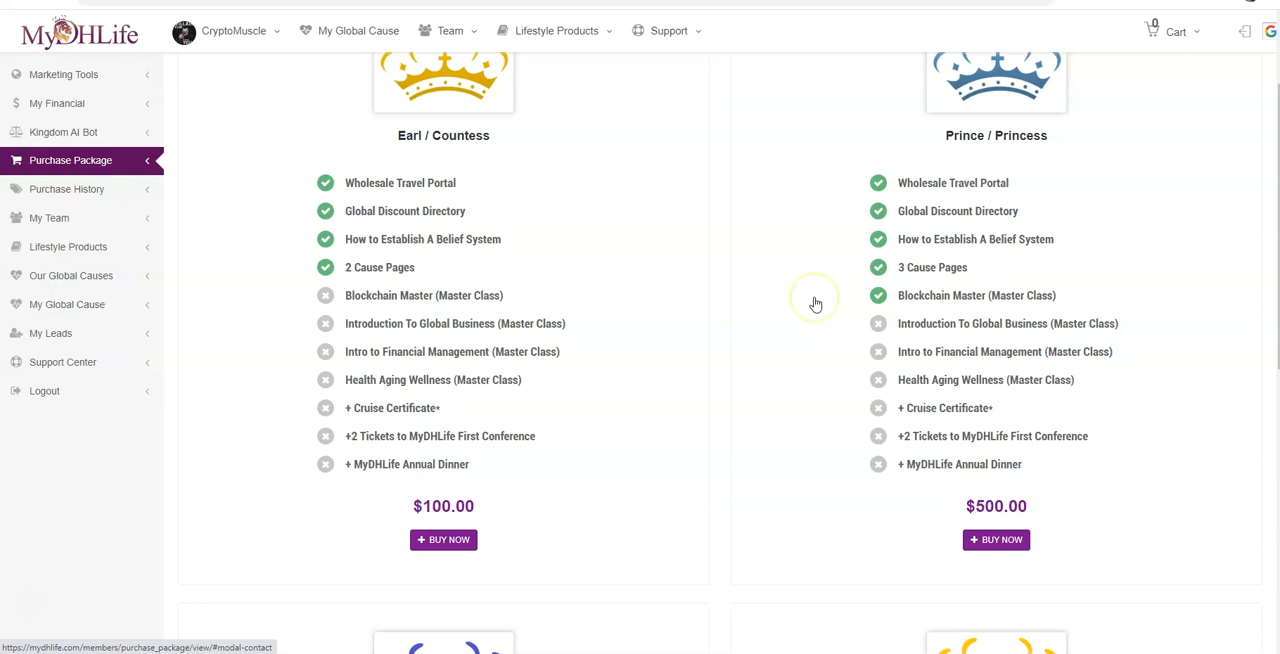 MyDHLife
CryptoMuscle
My Global Cause
Team
Lifestyle Products
Support
0
Cart
G
Marketing Tools
My Financial
Kingdom AI Bot
Purchase Package
Purchase History
My Team
Lifestyle Products
Our Global Causes
My Global Cause
My Leads
Support Center
Logout
Earl / Countess
Wholesale Travel Portal
Global Discount Directory
How to Establish A Belief System
2 Cause Pages
Blockchain Master (Master Class)
Introduction To Global Business (Master Class)
Intro to Financial Management (Master Class)
Health Aging Wellness (Master Class)
+ Cruise Certificate*
+2 Tickets to MyDHLife First Conference
+ MyDHLife Annual Dinner
$100.00
+ BUY NOW
Prince / Princess
Wholesale Travel Portal
Global Discount Directory
How to Establish A Belief System
3 Cause Pages
Blockchain Master (Master Class)
Introduction To Global Business (Master Class)
Intro to Financial Management (Master Class)
Health Aging Wellness (Master Class)
+ Cruise Certificate*
+2 Tickets to MyDHLife First Conference
+ MyDHLife Annual Dinner
$500.00
+ BUY NOW
https://mydhlife.com/members/purchase_package/view/#modal-contact